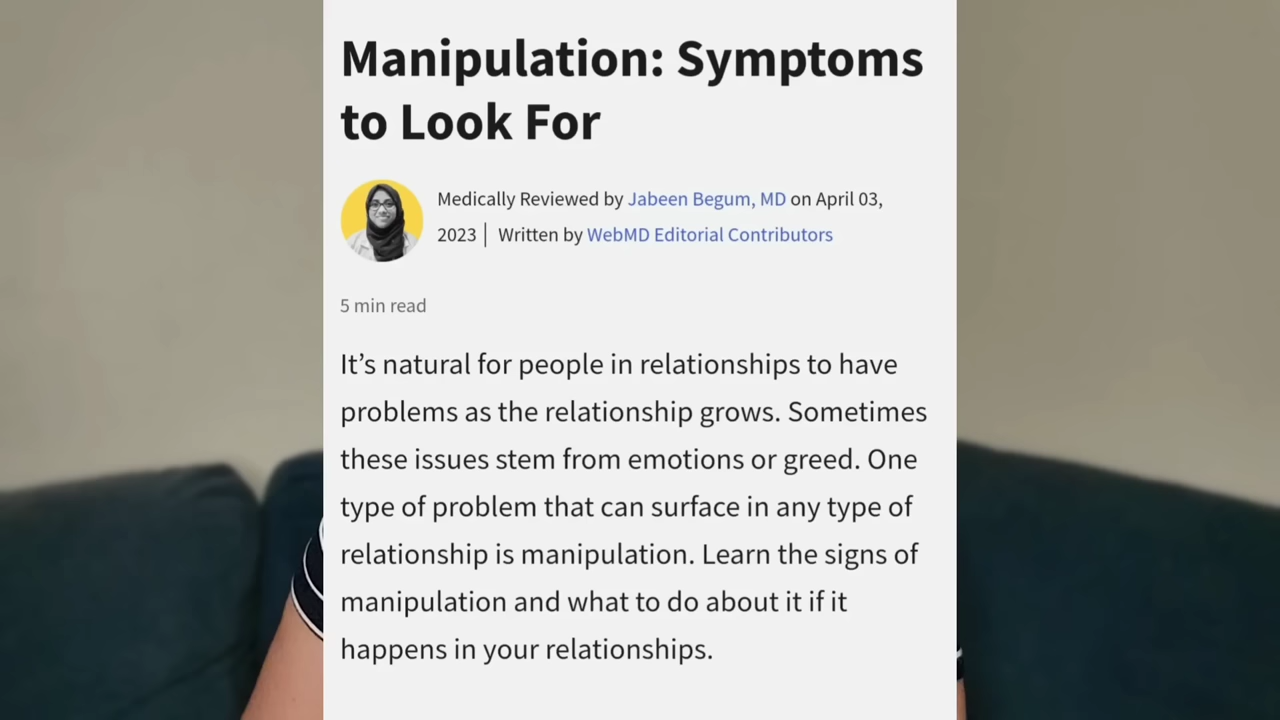 Manipulation: Symptoms
to Look For
Medically Reviewed by Jabeen Begum, MD on April 03,
2023 | Written by WebMD Editorial Contributors
5 min read
It’s natural for people in relationships to have
problems as the relationship grows. Sometimes
these issues stem from emotions or greed. One
type of problem that can surface in any type of
relationship is manipulation. Learn the signs of
manipulation and what to do about it if it
happens in your relationships.